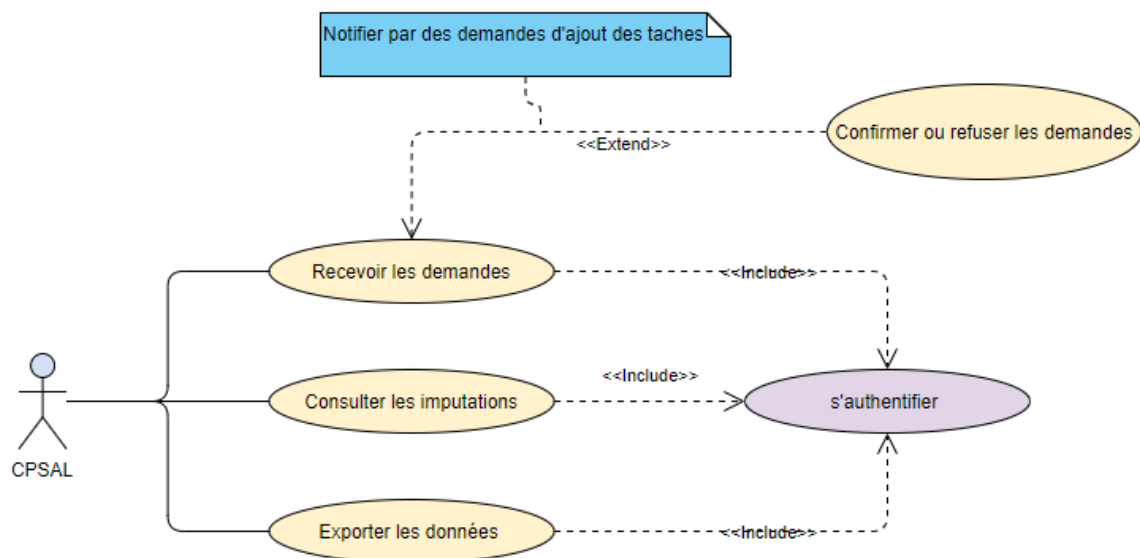 Notifier par des demandes d'ajout des taches
Confirmer ou refuser les demandes
<<Extend>>
Recevoir les demandes
<<Include>>
<<Include>>
Consulter les imputations
s'authentifier
CPSAL
Exporter les données
<<Include>>